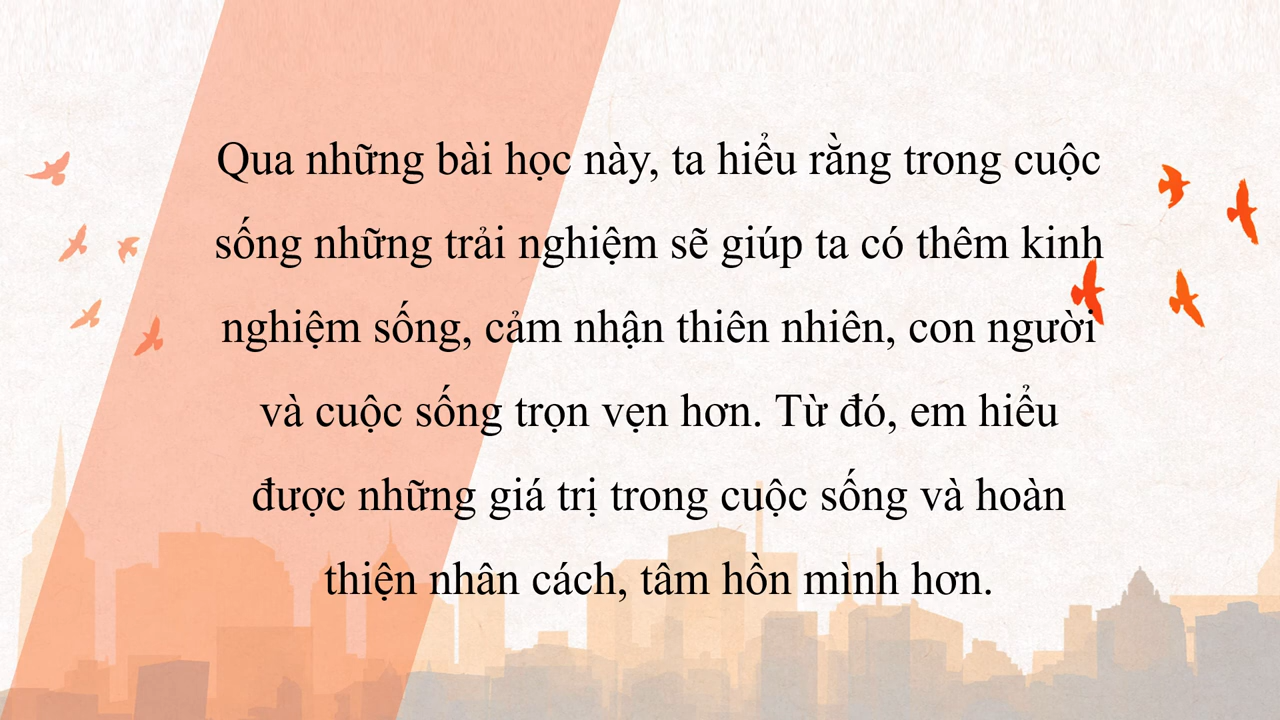 Qua những bài học này, ta hiểu rằng trong cuộc
sống những trải nghiệm sẽ giúp ta có thêm kinh
nghiệm sống, cảm nhận thiên nhiên, con người
và cuộc sống trọn vẹn hơn. Từ đó, em hiểu
được những giá trị trong cuộc sống và hoàn
thiện nhân cách, tâm hồn mình hơn.